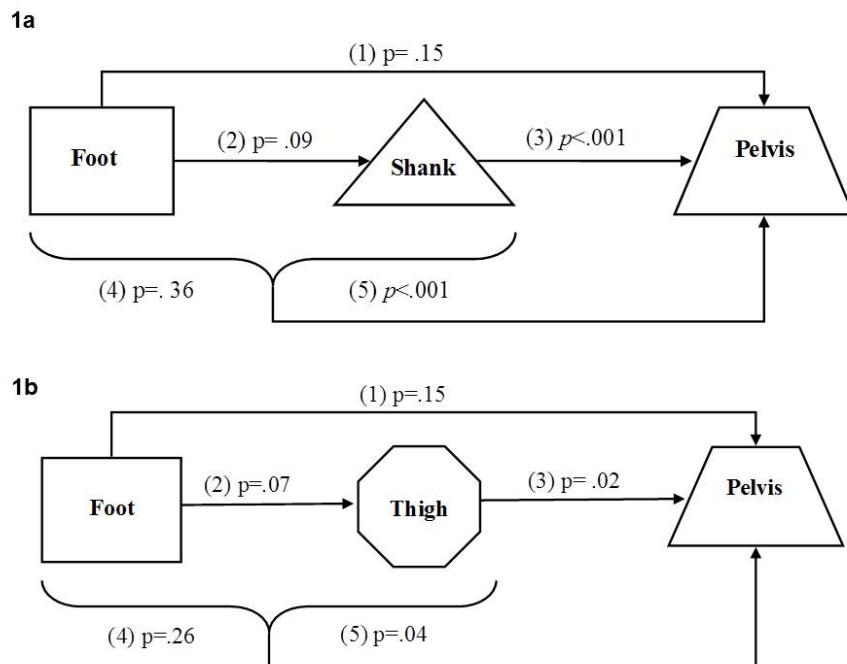 1a
(1) p= .15
Foot
(2) p= .09
Shank
(3) p<.001
Pelvis
(4) p=. 36
(5) p<.001
1b
(1) p=.15
Foot
(2) p=.07
Thigh
(3) p= .02
Pelvis
(4) p=.26
(5) p=.04